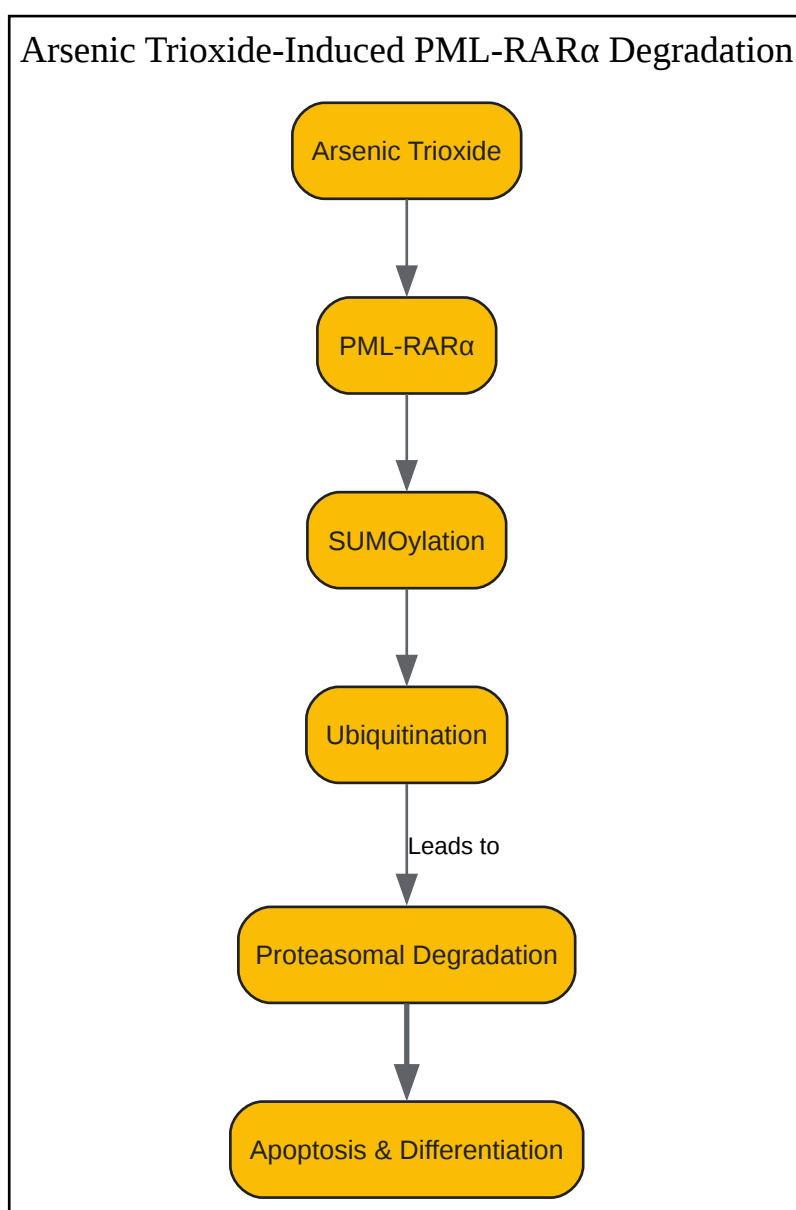 Arsenic Trioxide-Induced PML-RARα Degradation
Arsenic Trioxide
PML-RARα
SUMOylation
Ubiquitination
Leads to
Proteasomal Degradation
Apoptosis & Differentiation